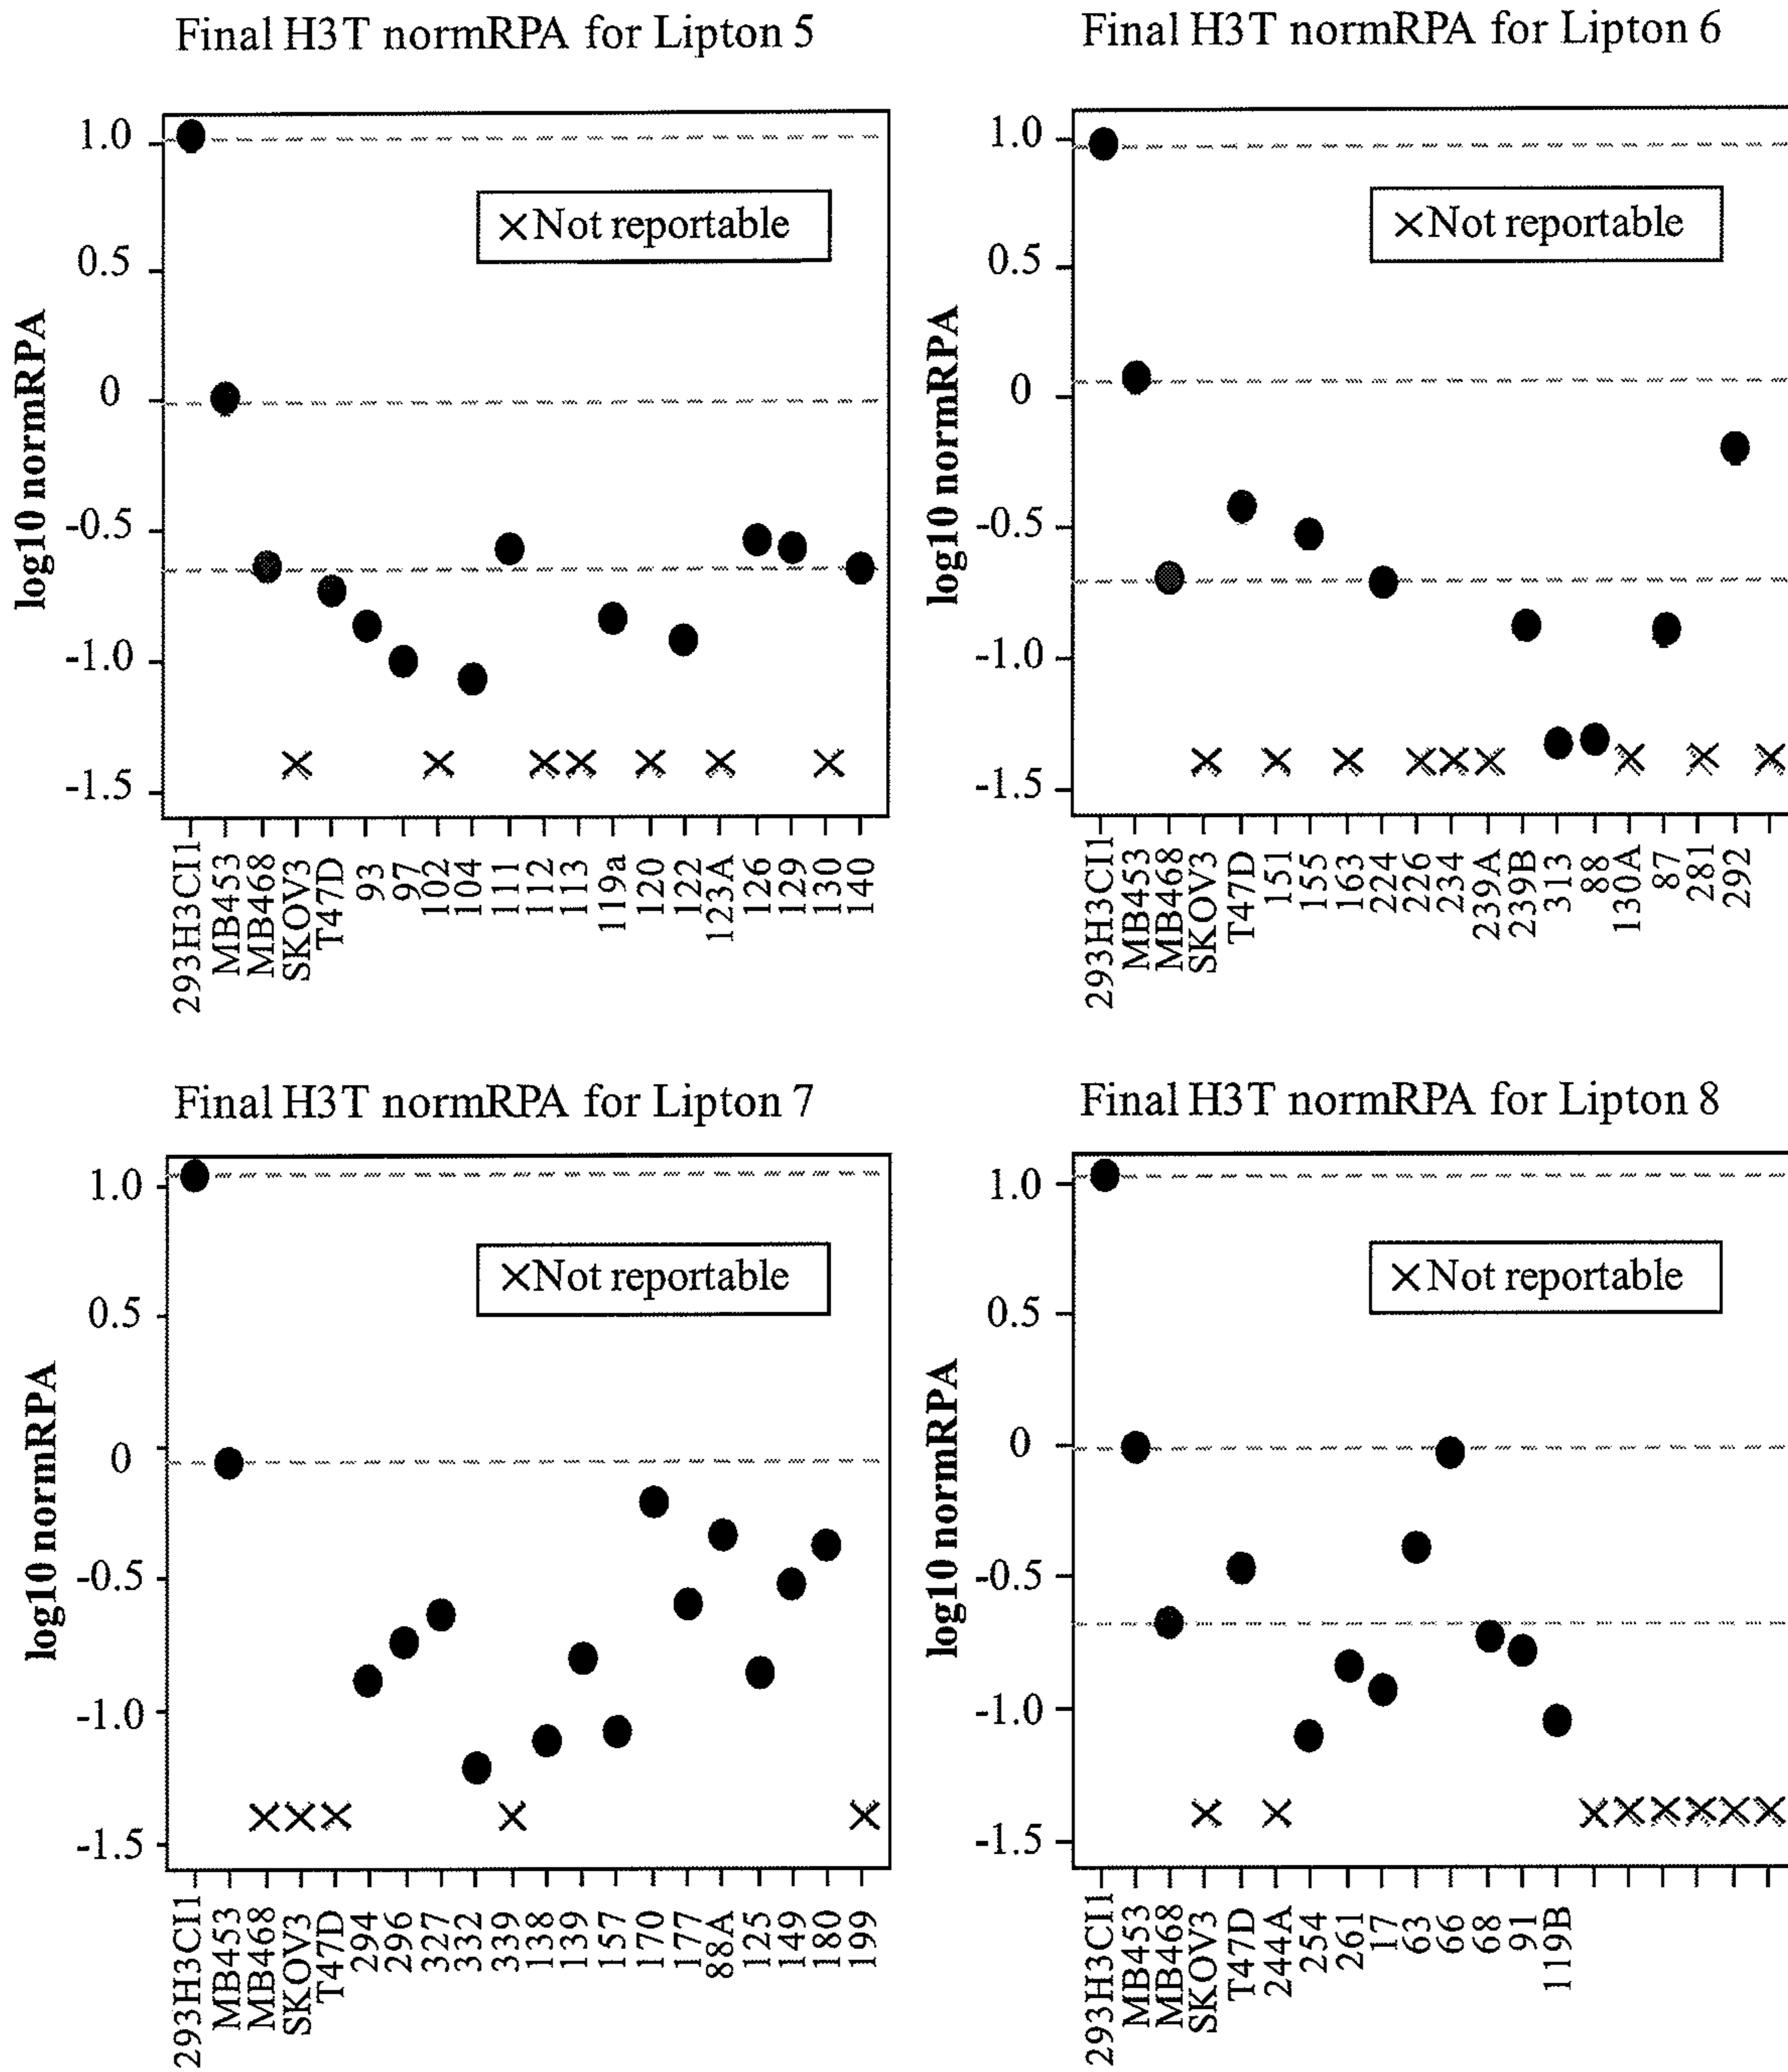 Final H3T normRPA for Lipton 5
1.0
0.5
0
-0.5
-1.0
-1.5
log10 normRPA
×Not reportable
293H3CI1
MB453
MB468
SKOV3
T47D
93
97
102
104
111
112
113
119a
120
122
123A
126
129
130
140
Final H3T normRPA for Lipton 6
1.0
0.5
0
-0.5
-1.0
-1.5
log10 normRPA
×Not reportable
293H3CI1
MB453
MB468
SKOV3
T47D
151
155
163
224
226
234
239A
239B
313
88
130A
87
281
292
Final H3T normRPA for Lipton 7
1.0
0.5
0
-0.5
-1.0
-1.5
log10 normRPA
×Not reportable
293H3CI1
MB453
MB468
SKOV3
T47D
294
296
327
332
339
138
139
157
170
177
88A
125
149
180
199
Final H3T normRPA for Lipton 8
1.0
0.5
0
-0.5
-1.0
-1.5
log10 normRPA
×Not reportable
293H3CI1
MB453
MB468
SKOV3
T47D
244A
254
261
17
63
66
68
91
119B